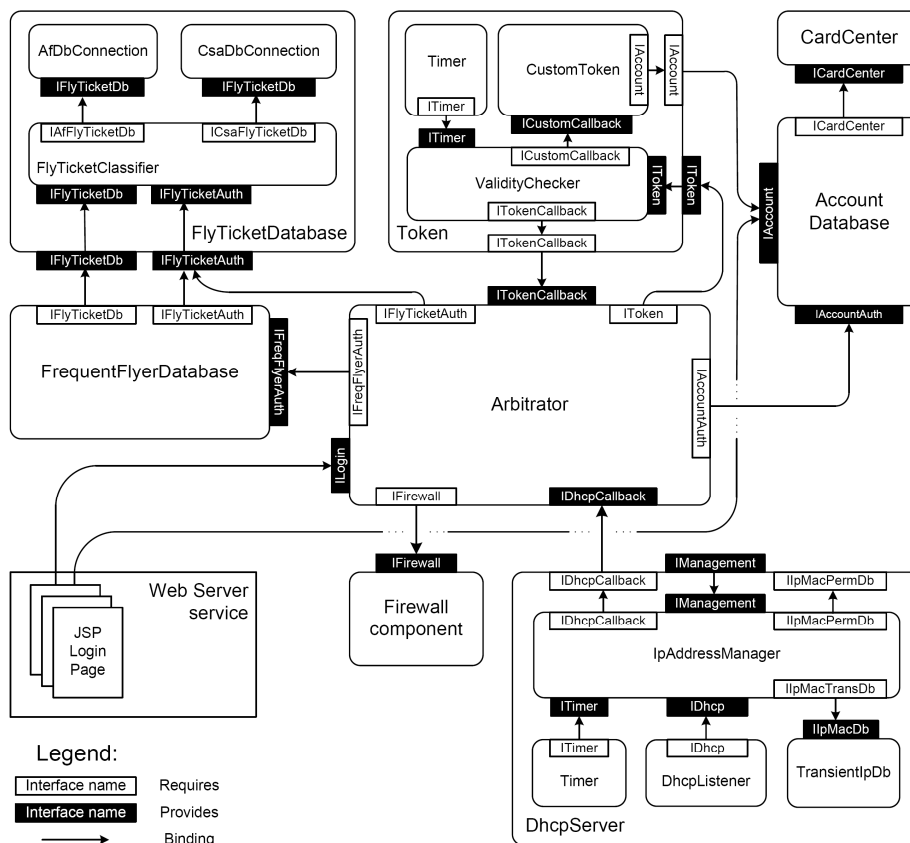 AfDbConnection
IFlyTicketDb
CsaDbConnection
IFlyTicketDb
IAfFlyTicketDb
ICsaFlyTicketDb
FlyTicketClassifier
IFlyTicketDb
IFlyTicketAuth
FlyTicketDatabase
IFlyTicketDb
IFlyTicketAuth
Timer
ITimer
ITimer
CustomToken
IAccount
IAccount
ICustomCallback
ICustomCallback
ValidityChecker
IToken
IToken
ITokenCallback
Token
ITokenCallback
CardCenter
ICardCenter
ICardCenter
Account
Database
IAccount
IAccountAuth
IFlyTicketDb
IFlyTicketAuth
FrequentFlyerDatabase
IFreqFlyerAuth
ITokenCallback
IFlyTicketAuth
IToken
IFreqFlyerAuth
Arbitrator
IAccountAuth
ILogin
IFirewall
IDhcpCallback
IFirewall
Firewall
component
Web Server
service
JSP
Login
Page
IDhcpCallback
IManagement
IIpMacPermDb
IManagement
IDhcpCallback
IIpMacPermDb
IpAddressManager
IIpMacTransDb
ITimer
IDhcp
IIpMacDb
ITimer
Timer
IDhcp
DhcpListener
TransientIpDb
DhcpServer
Legend:
Interface name
Requires
Interface name
Provides
Binding